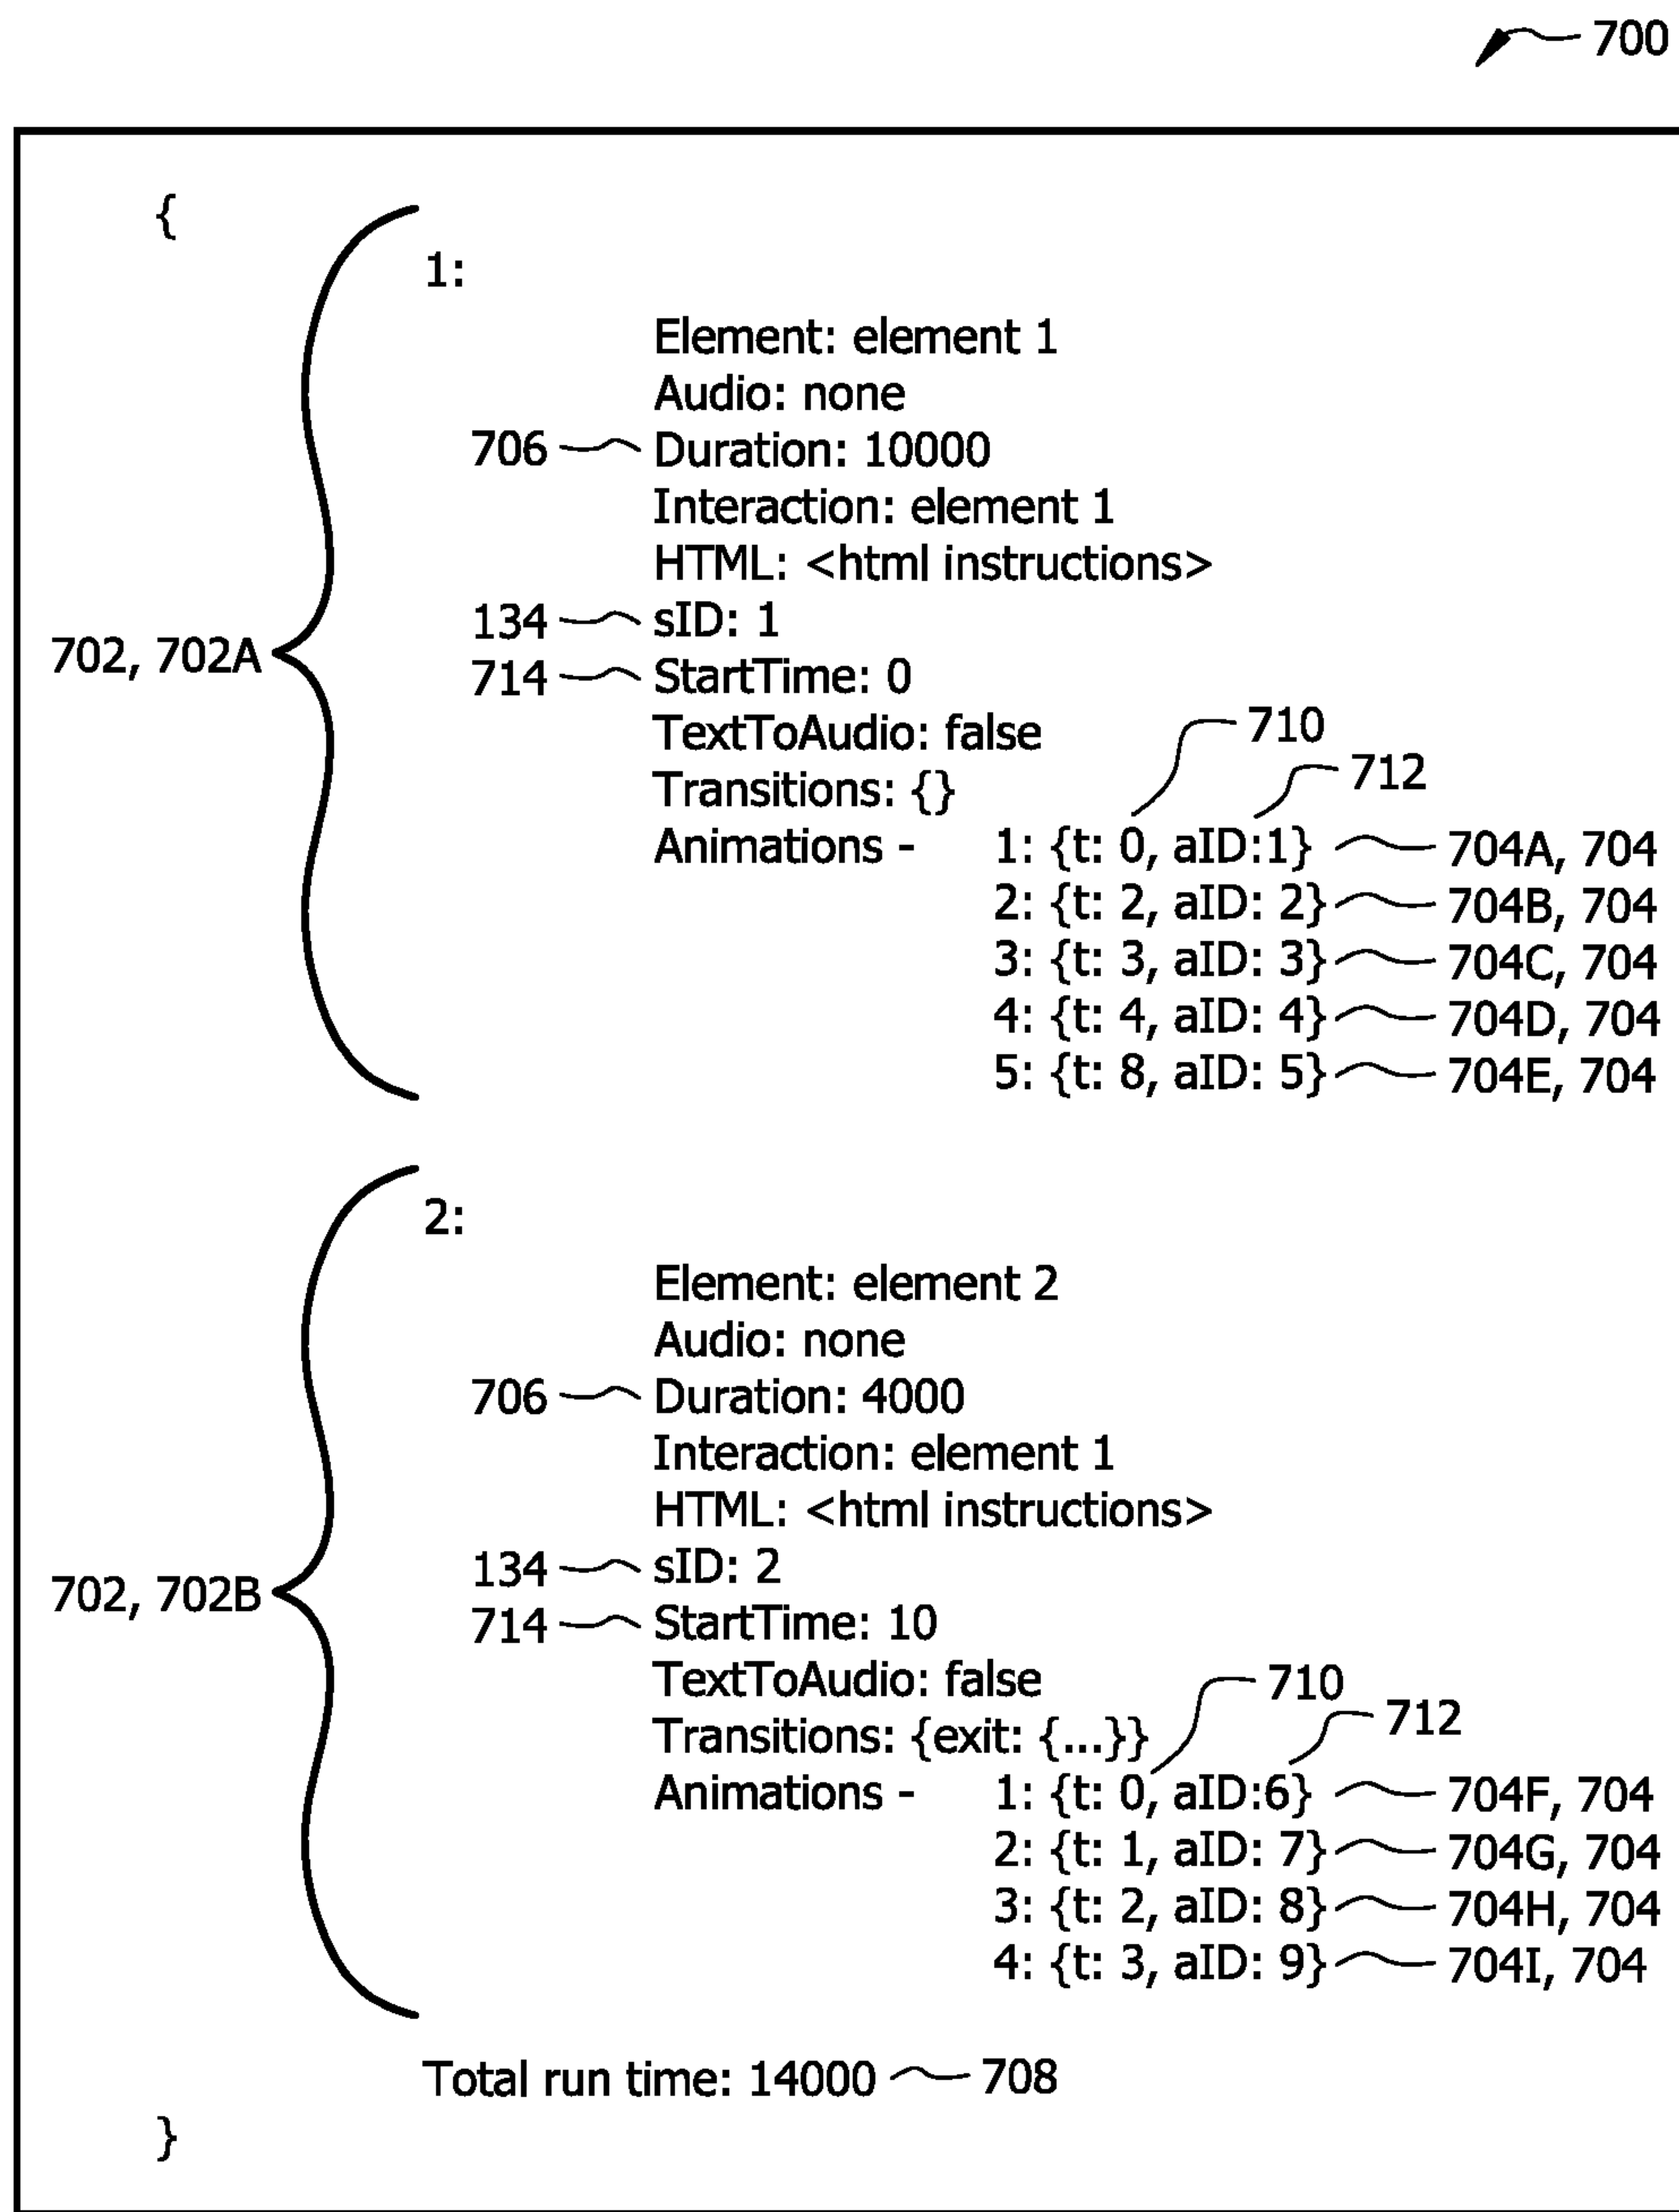 700
{
1:
Element: element 1
Audio: none
706 Duration: 10000
Interaction: element 1
HTML: <html instructions>
134 sID: 1
702, 702A
714 StartTime: 0
TextToAudio: false 710
Transitions: {} 712
Animations - 1: {t: 0, aID:1} 704A, 704
2: {t: 2, aID: 2} 704B, 704
3: {t: 3, aID: 3} 704C, 704
4: {t: 4, aID: 4} 704D, 704
5: {t: 8, aID: 5} 704E, 704
2:
Element: element 2
Audio: none
706 Duration: 4000
Interaction: element 1
HTML: <html instructions>
134 sID: 2
702, 702B
714 StartTime: 10
TextToAudio: false 710
Transitions: {exit: {...}} 712
Animations - 1: {t: 0, aID:6} 704F, 704
2: {t: 1, aID: 7} 704G, 704
3: {t: 2, aID: 8} 704H, 704
4: {t: 3, aID: 9} 704I, 704
Total run time: 14000 708
}